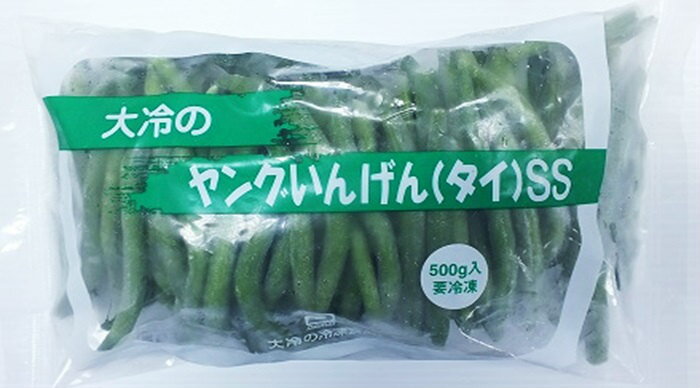 大冷の
ヤングいんげん(タイ)SS
500g入
要冷凍
大冷の冷凍